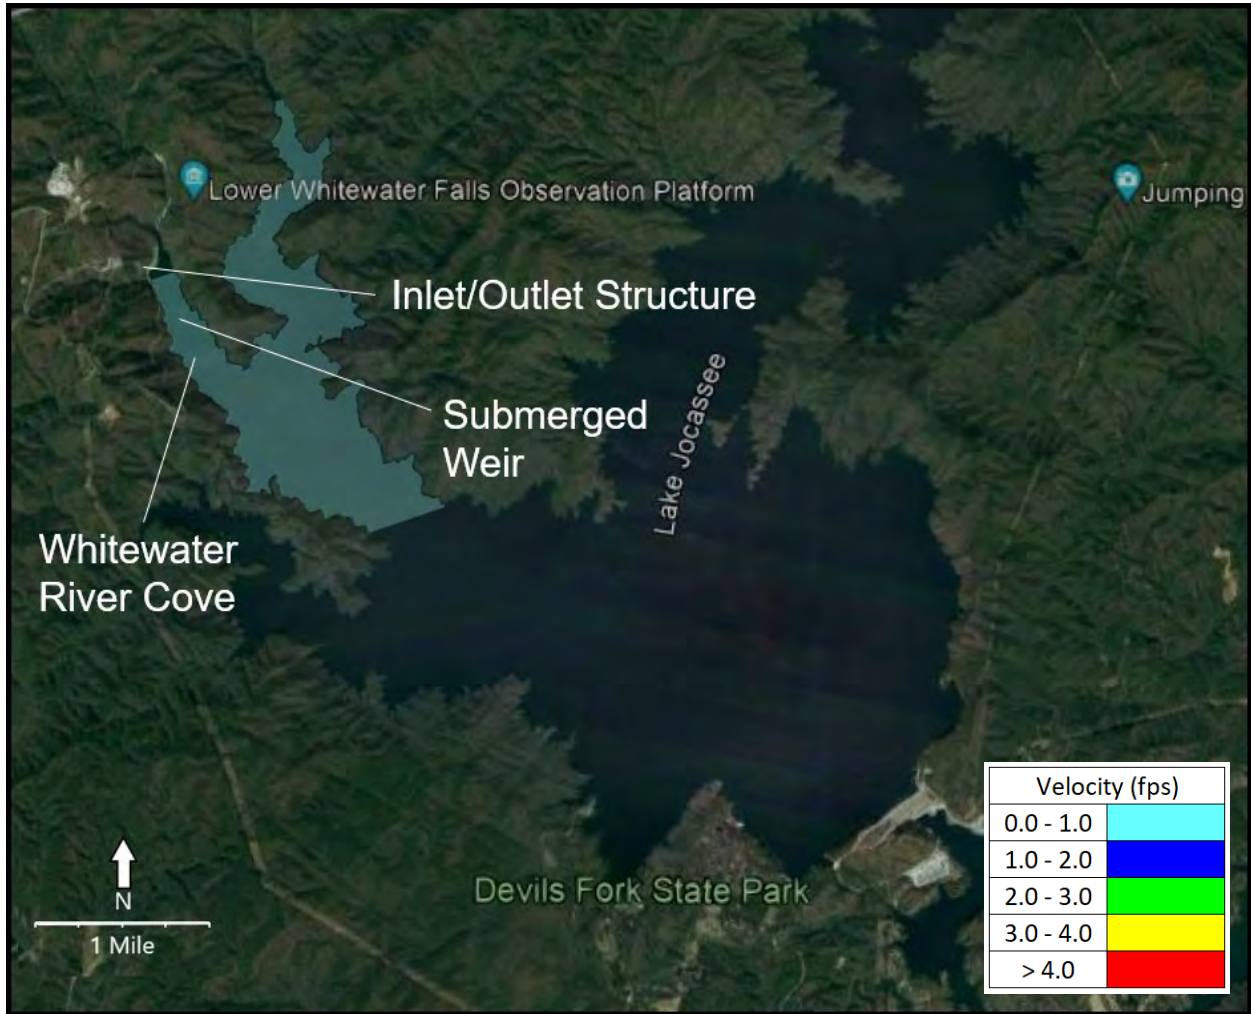 Lower Whitewater Falls Observation Platform
Jumping
Inlet/Outlet Structure
Lake Jocassee
Submerged
Weir
Whitewater
River Cove
Devils Fork State Park
N
1 Mile
Velocity (fps)
0.0 - 1.0
1.0 - 2.0
2.0 - 3.0
3.0 - 4.0
> 4.0